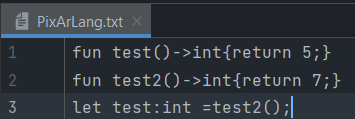 PixArLang.txt
1 fun test()->int{return 5;}
2 fun test2()->int{return 7;}
3 let test:int =test2();